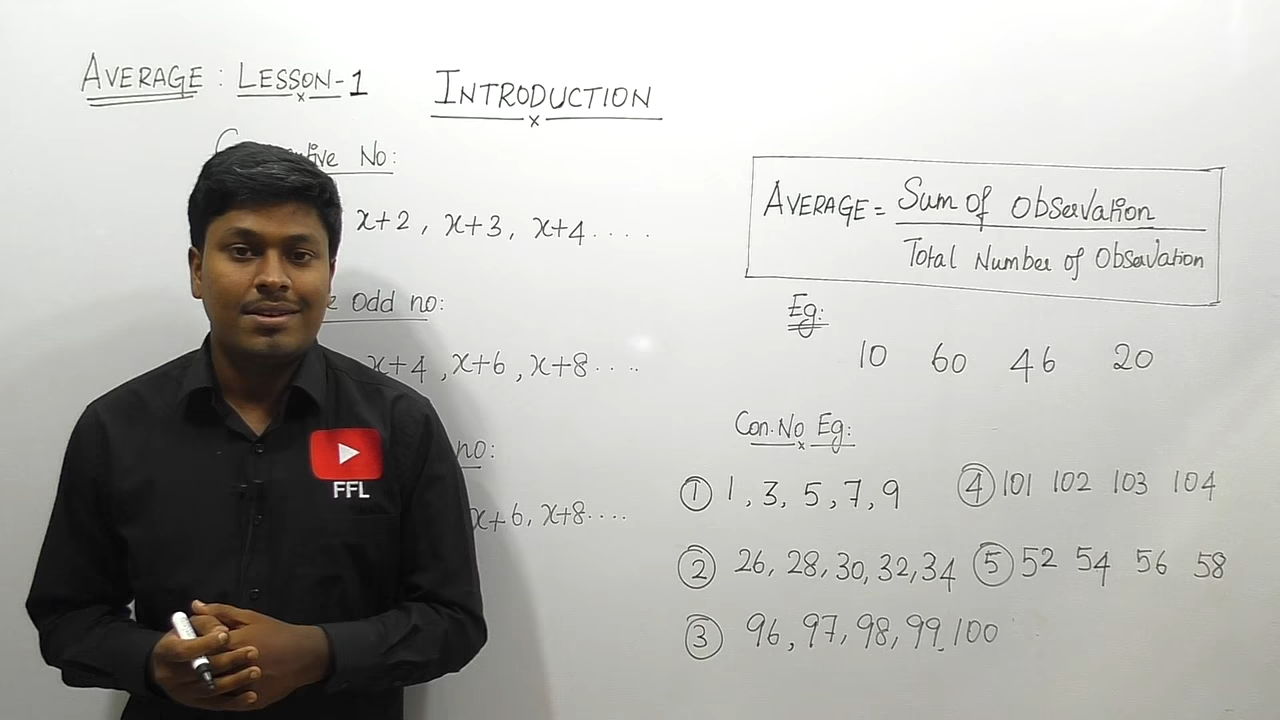 AVERAGE : LESSON-1
INTRODUCTION
No:
x+2 , x+3, x+4 . . . .
odd no:
x+4 , x+6 , x+8 . . . .
no:
x+6, x+8 . . . .
AVERAGE = Sum of Observation
Total Number of Observation
Eg:
10 60 46 20
Con.No Eg:
① 1, 3, 5, 7, 9
④ 101 102 103 104
② 26, 28, 30, 32, 34
⑤ 52 54 56 58
③ 96, 97, 98, 99, 100
FFL